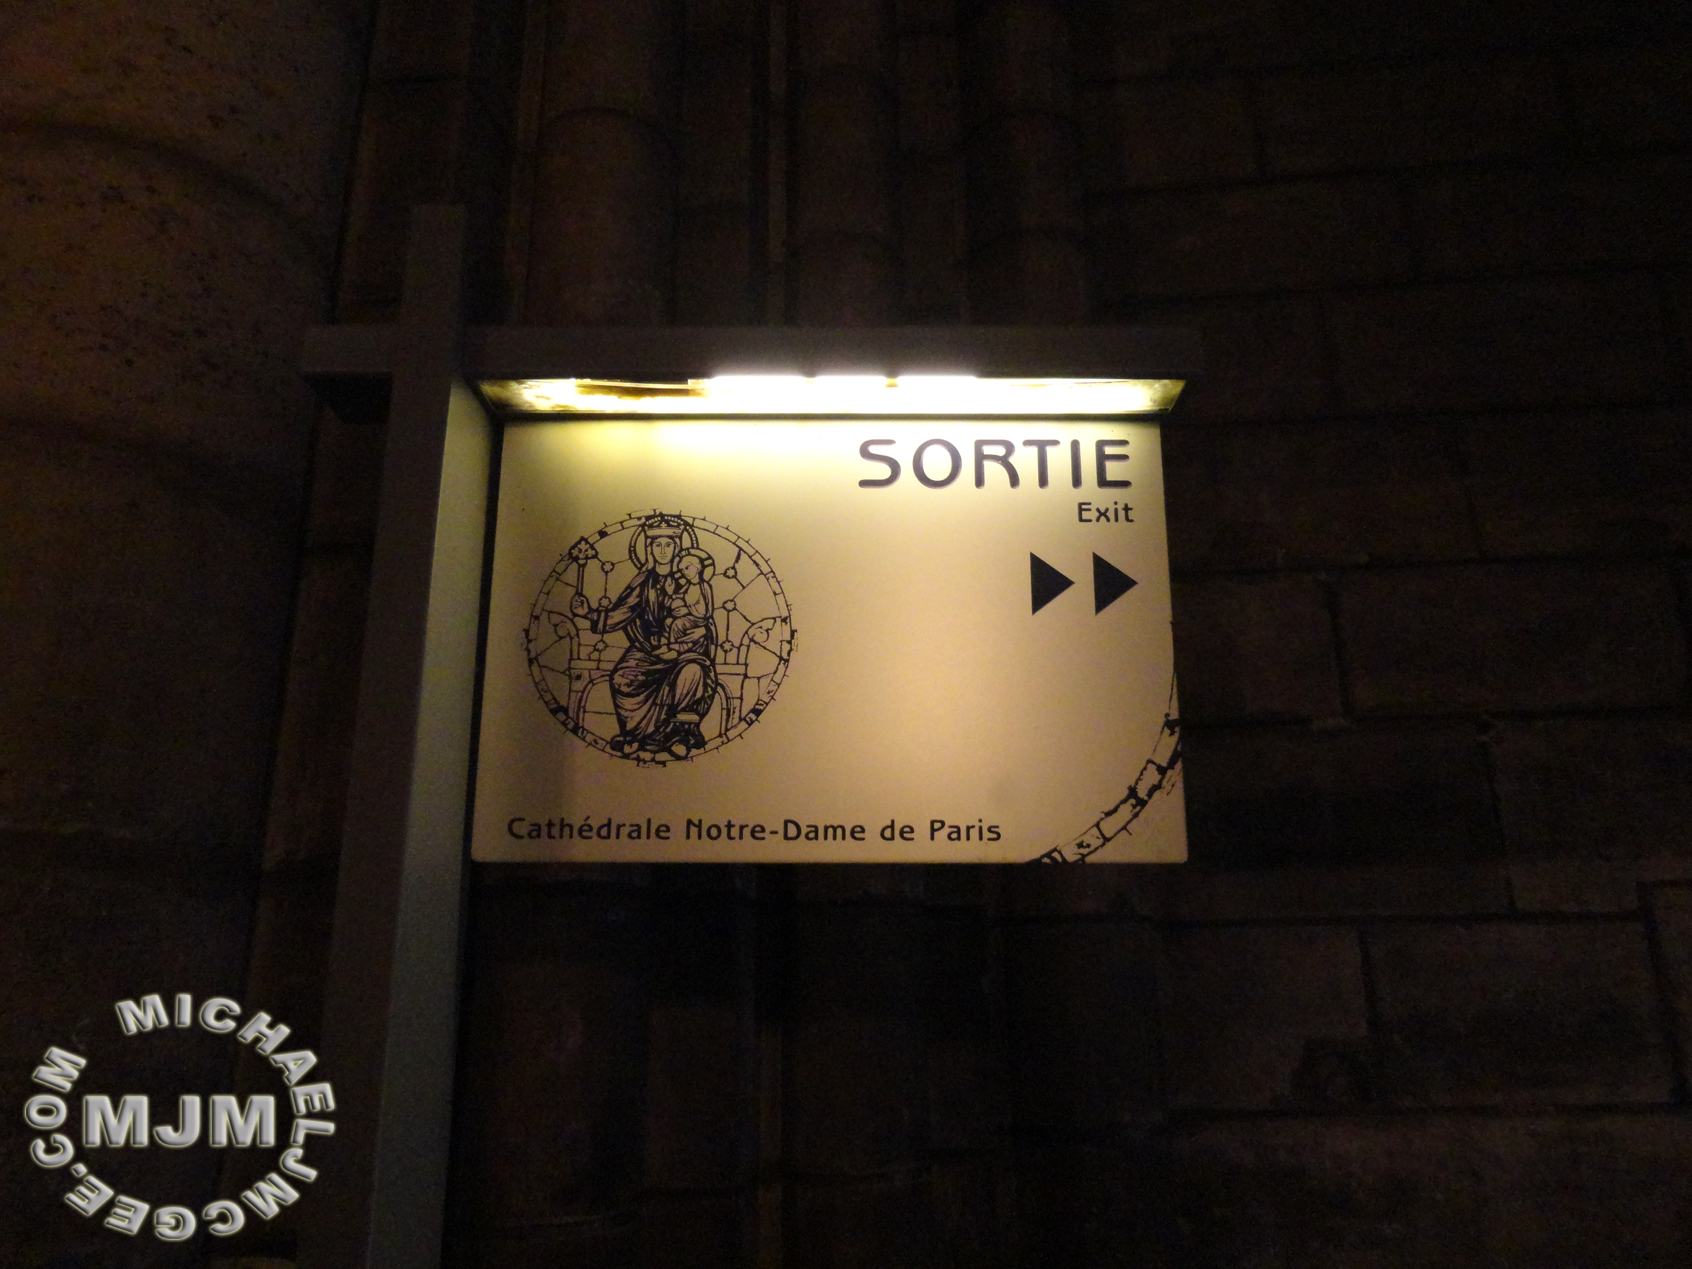 SORTIE
Exit
Cathédrale Notre-Dame de Paris
MICHAELJMCGEE.COM
MJM